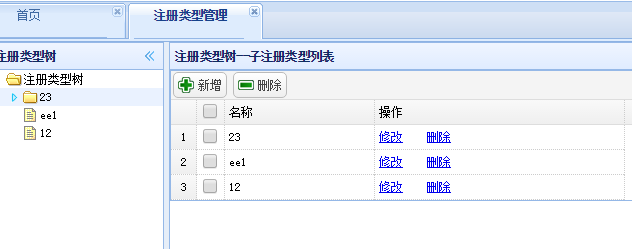 首页 注册类型管理
注册类型树 注册类型树—子注册类型列表
注册类型树
23
ee1
12
新增 删除
名称 操作
1 23 修改 删除
2 ee1 修改 删除
3 12 修改 删除